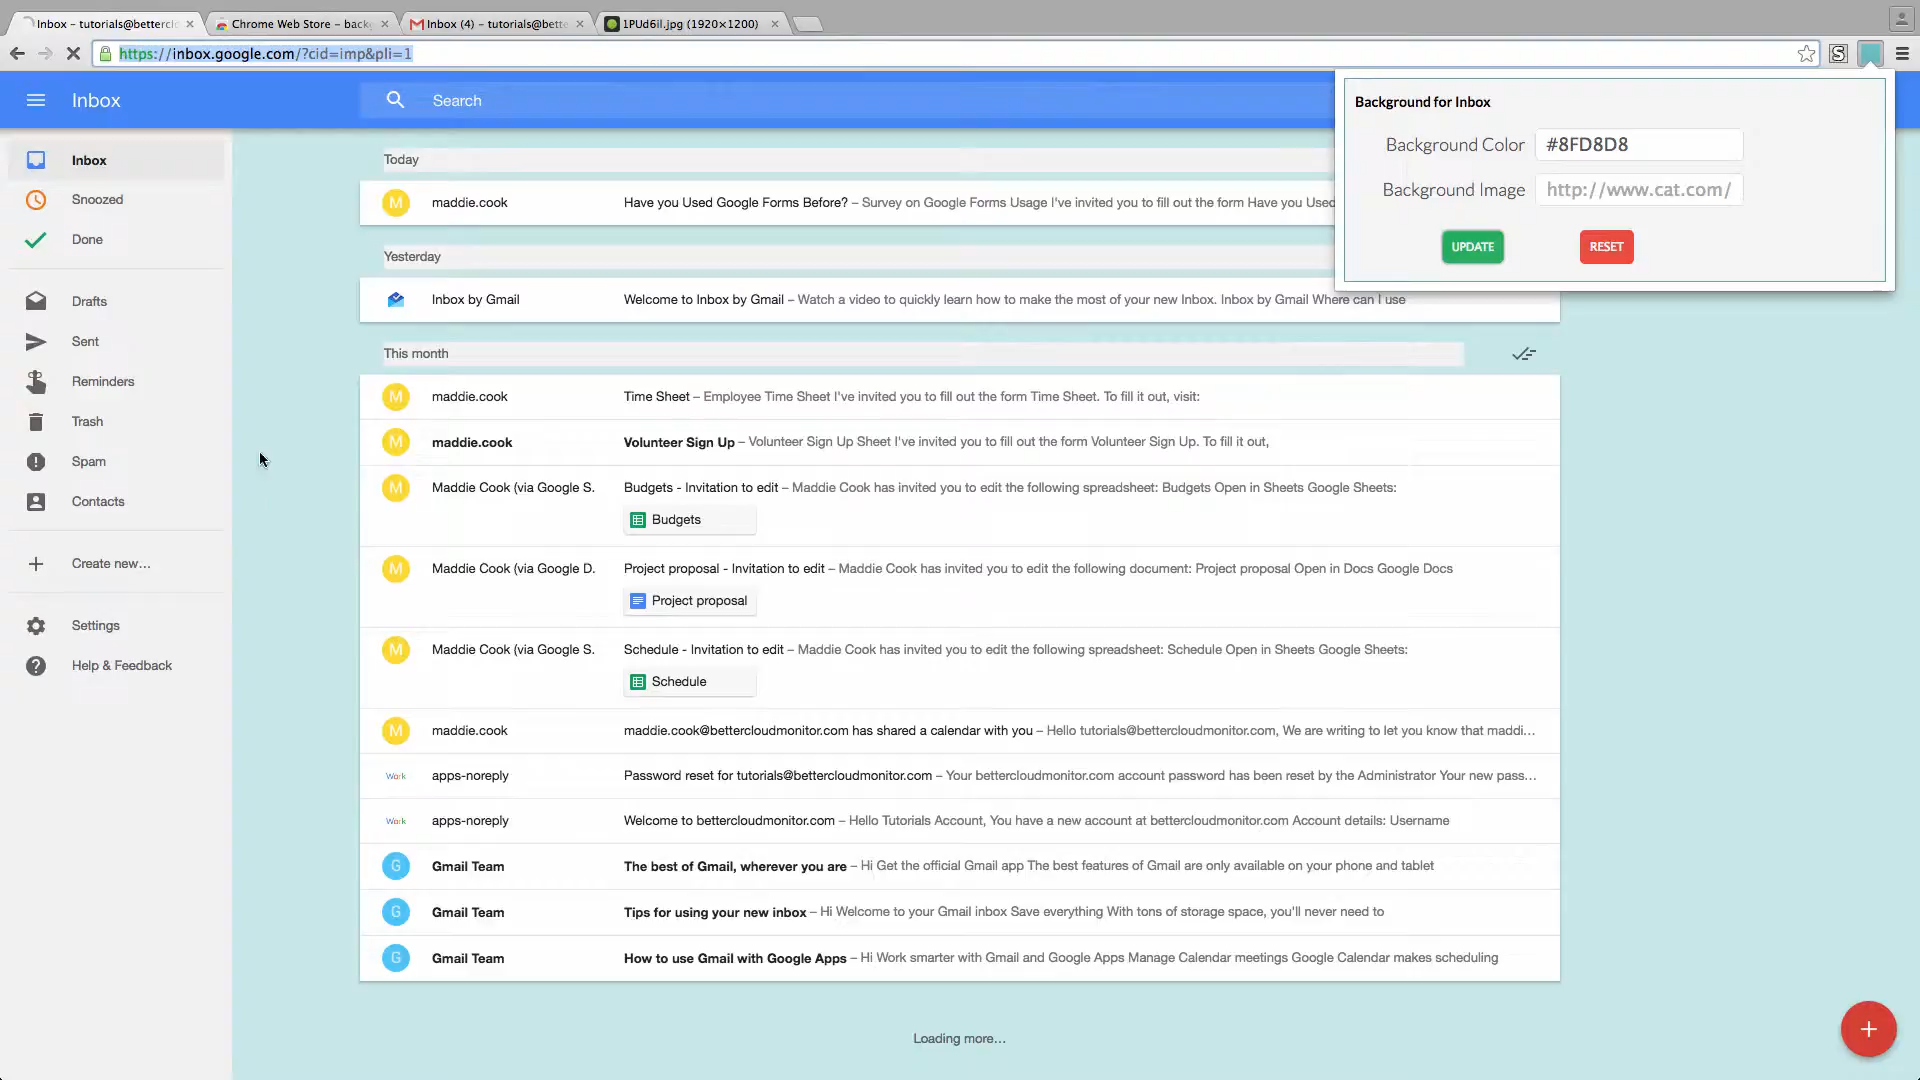 Inbox – tutorials@bettercl
Chrome Web Store – backg
Inbox (4) – tutorials@bette
1PUd6il.jpg (1920×1200)
https://inbox.google.com/?cid=imp&pli=1
Inbox
Search
Background for Inbox
Background Color #8FD8D8
Background Image http://www.cat.com/
UPDATE RESET
Inbox
Snoozed
Done
Drafts
Sent
Reminders
Trash
Spam
Contacts
Create new…
Settings
Help & Feedback
Today
M maddie.cook Have you Used Google Forms Before? – Survey on Google Forms Usage I've invited you to fill out the form Have you Used
Yesterday
Inbox by Gmail Welcome to Inbox by Gmail – Watch a video to quickly learn how to make the most of your new Inbox. Inbox by Gmail Where can I use
This month
M maddie.cook Time Sheet – Employee Time Sheet I've invited you to fill out the form Time Sheet. To fill it out, visit:
M maddie.cook Volunteer Sign Up – Volunteer Sign Up Sheet I've invited you to fill out the form Volunteer Sign Up. To fill it out,
M Maddie Cook (via Google S. Budgets - Invitation to edit – Maddie Cook has invited you to edit the following spreadsheet: Budgets Open in Sheets Google Sheets:
Budgets
M Maddie Cook (via Google D. Project proposal - Invitation to edit – Maddie Cook has invited you to edit the following document: Project proposal Open in Docs Google Docs
Project proposal
M Maddie Cook (via Google S. Schedule - Invitation to edit – Maddie Cook has invited you to edit the following spreadsheet: Schedule Open in Sheets Google Sheets:
Schedule
M maddie.cook maddie.cook@bettercloudmonitor.com has shared a calendar with you – Hello tutorials@bettercloudmonitor.com, We are writing to let you know that maddi…
Work apps-noreply Password reset for tutorials@bettercloudmonitor.com – Your bettercloudmonitor.com account password has been reset by the Administrator Your new pass…
Work apps-noreply Welcome to bettercloudmonitor.com – Hello Tutorials Account, You have a new account at bettercloudmonitor.com Account details: Username
G Gmail Team The best of Gmail, wherever you are – Hi Get the official Gmail app The best features of Gmail are only available on your phone and tablet
G Gmail Team Tips for using your new inbox – Hi Welcome to your Gmail inbox Save everything With tons of storage space, you'll never need to
G Gmail Team How to use Gmail with Google Apps – Hi Work smarter with Gmail and Google Apps Manage Calendar meetings Google Calendar makes scheduling
Loading more…